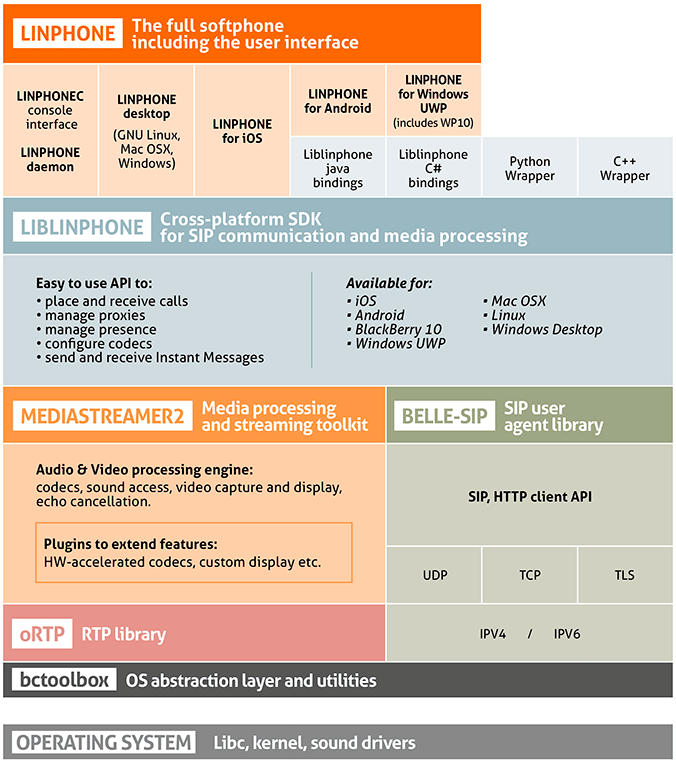 LINPHONE
The full softphone
including the user interface
LINPHONEC
console
interface
LINPHONE
daemon
LINPHONE
desktop
(GNU Linux,
Mac OSX,
Windows)
LINPHONE
for iOS
LINPHONE
for Android
LINPHONE
for Windows
UWP
(includes WP10)
Liblinphone
java
bindings
Liblinphone
C#
bindings
Python
Wrapper
C++
Wrapper
LIBLINPHONE
Cross-platform SDK
for SIP communication and media processing
Easy to use API to:
• place and receive calls
• manage proxies
• manage presence
• configure codecs
• send and receive Instant Messages
Available for:
• iOS
• Android
• BlackBerry 10
• Windows UWP
• Mac OSX
• Linux
• Windows Desktop
MEDIASTREAMER2
Media processing
and streaming toolkit
BELLE-SIP
SIP user
agent library
Audio & Video processing engine:
codecs, sound access, video capture and display,
echo cancellation.
Plugins to extend features:
HW-accelerated codecs, custom display etc.
SIP, HTTP client API
UDP
TCP
TLS
oRTP
RTP library
IPV4 / IPV6
bctoolbox
OS abstraction layer and utilities
OPERATING SYSTEM
Libc, kernel, sound drivers